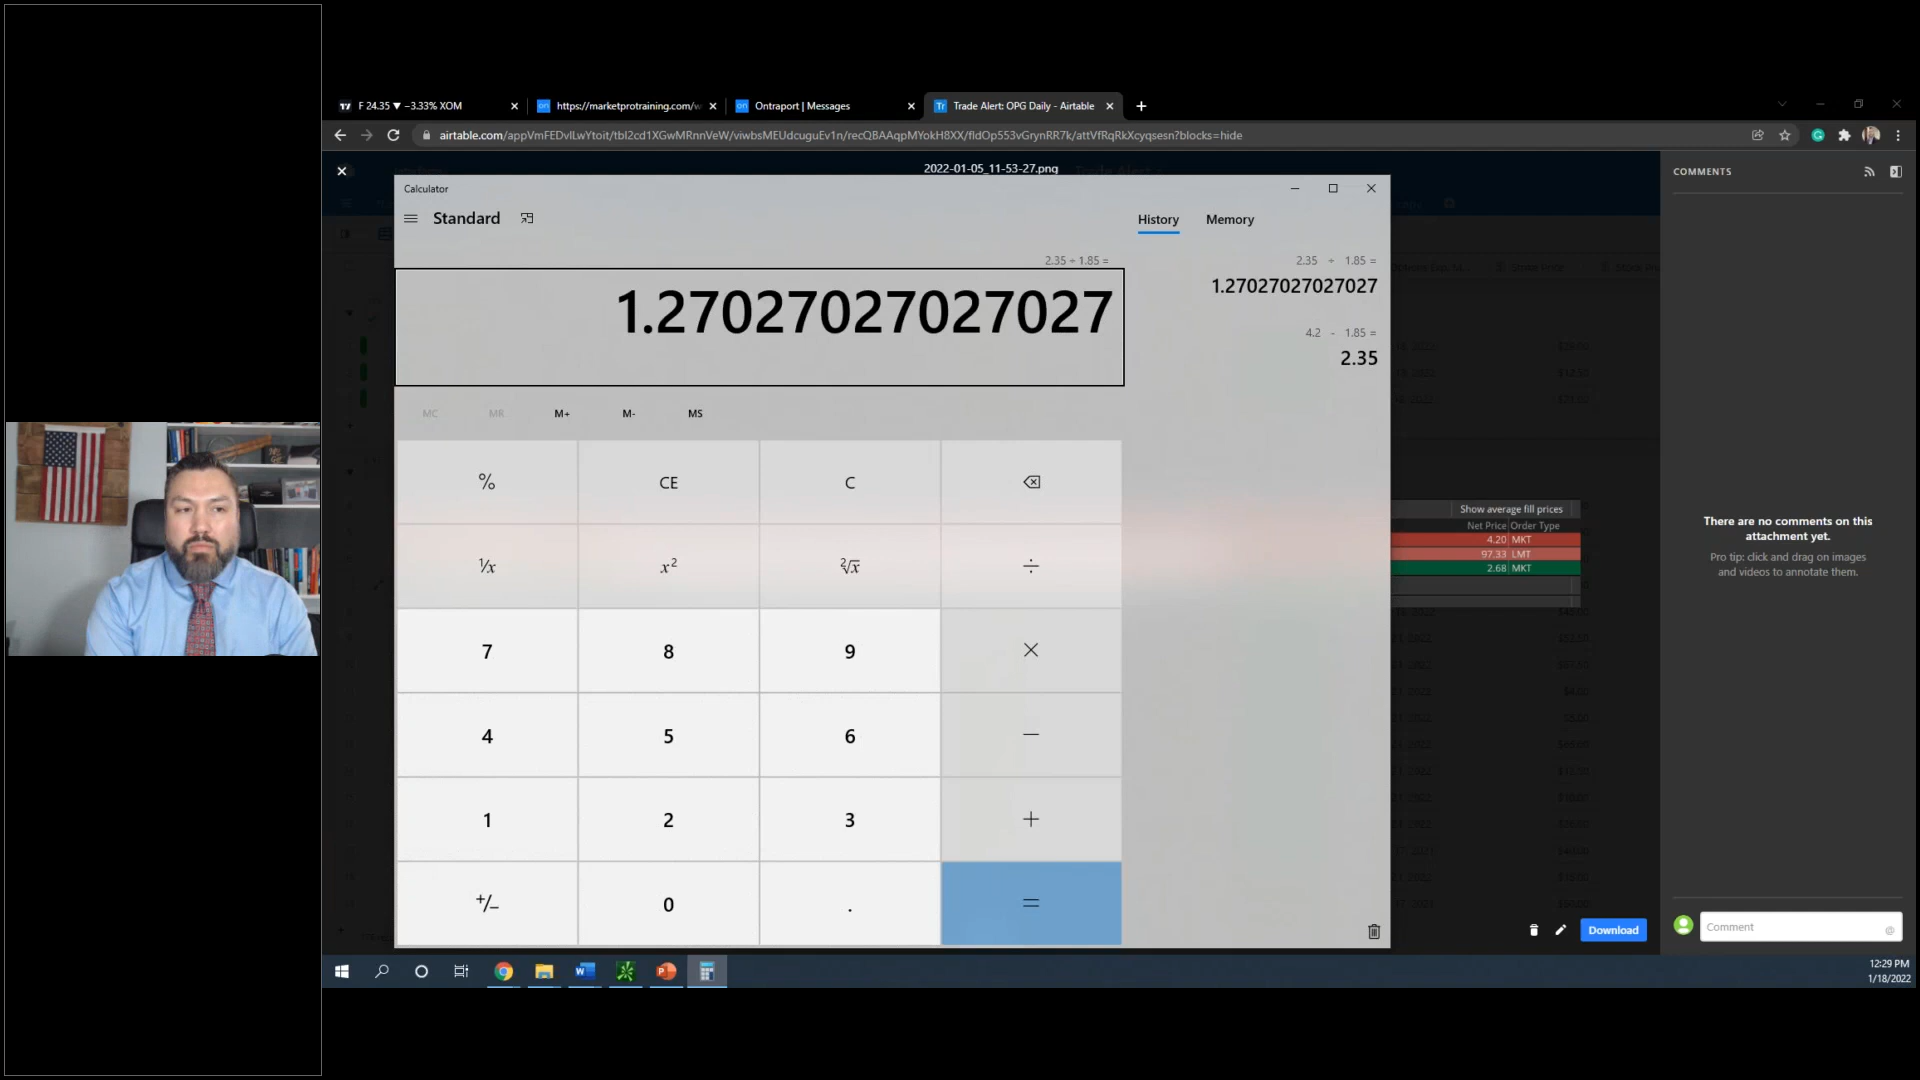 F 24.35 ▼ −3.33% XOM
https://marketprotraining.com/w
Ontraport | Messages
Trade Alert: OPG Daily - Airtable
airtable.com/appVmFEDvlLwYtoit/tbl2cd1XGwMRnnVeW/viwbsMEUdcuguEv1n/recQBAAqpMYokH8XX/fldOp553vGrynRR7k/attVfRqRkXcyqsesn?blocks=hide
2022-01-05_11-53-27.png
COMMENTS
Calculator
Standard
History
Memory
2.35 ÷ 1.85 =
1.27027027027027
2.35 ÷ 1.85 =
1.27027027027027
4.2 - 1.85 =
2.35
MC MR M+ M- MS
% CE C
1/x x² ²√x ÷
7 8 9 ×
4 5 6 −
1 2 3 +
+/− 0 . =
Show average fill prices
Net Price Order Type
4.20 MKT
97.33 LMT
2.68 MKT
There are no comments on this
attachment yet.
Pro tip: click and drag on images
and videos to annotate them.
Download
Comment
@
12:29 PM
1/18/2022